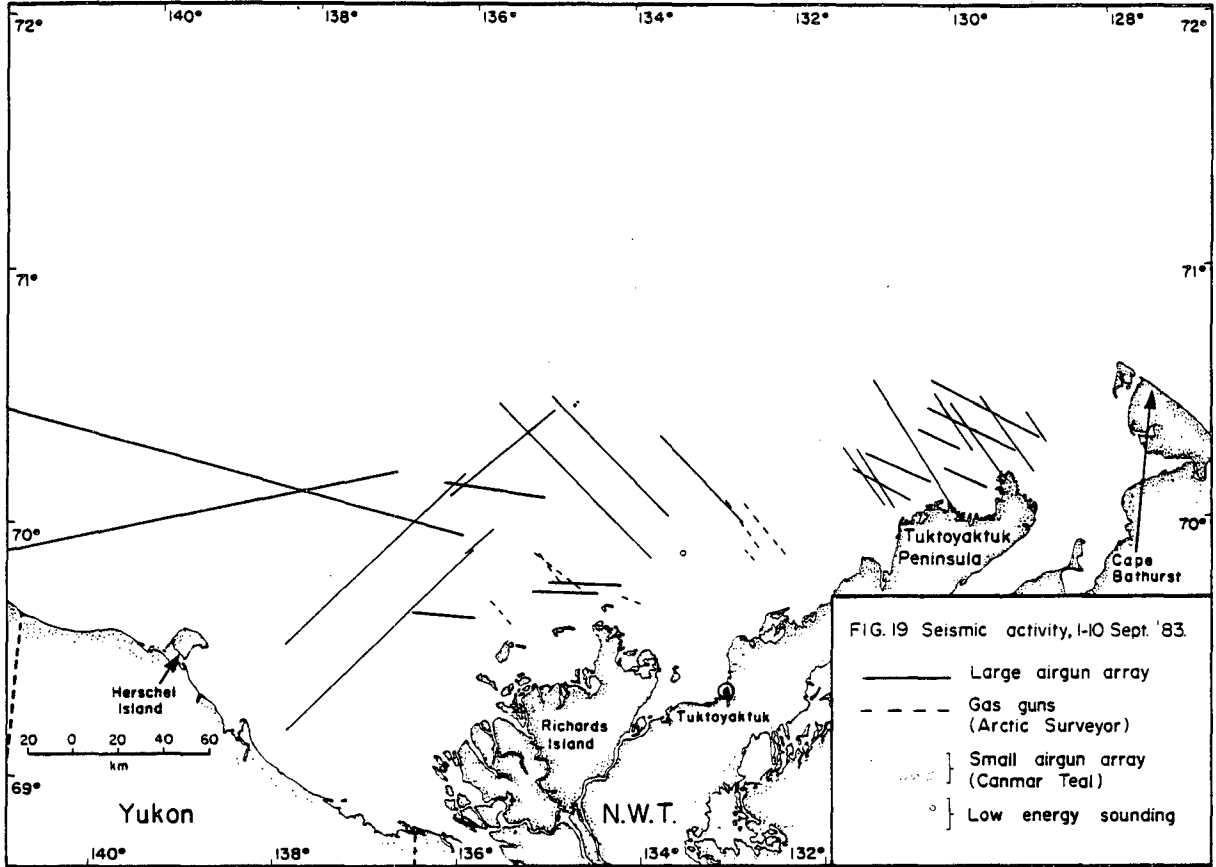 140° 138° 136° 134° 132° 130° 128°
72° 72°
71° 71°
70° 70°
Tuktoyaktuk
Peninsula
Cape
Bathurst
Herschel
Island
Richards
Island
Tuktoyaktuk
20 0 20 40 60
km
69°
Yukon
N.W.T.
140° 138° 136° 134° 132°
FIG. 19 Seismic activity, 1-10 Sept. '83.
Large airgun array
Gas guns
(Arctic Surveyor)
Small airgun array
(Canmar Teal)
Low energy sounding